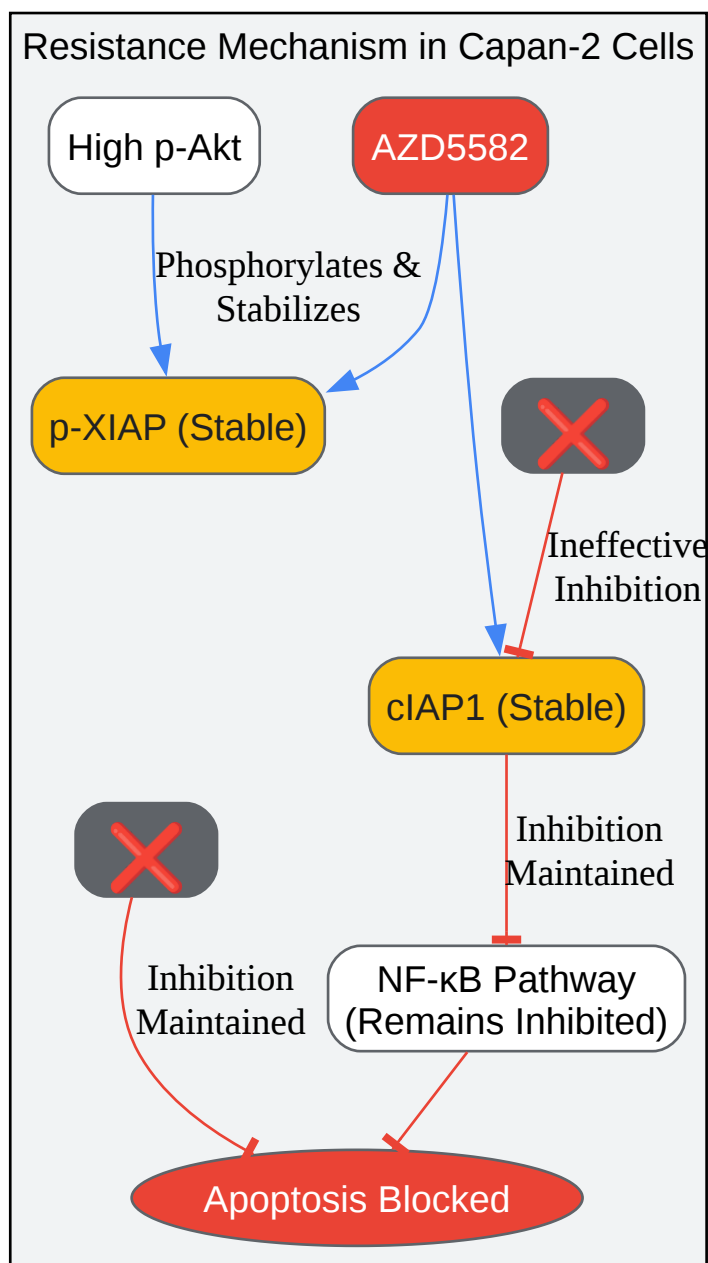 Resistance Mechanism in Capan-2 Cells
High p-Akt
AZD5582
Phosphorylates &
Stabilizes
p-XIAP (Stable)
Ineffective
Inhibition
cIAP1 (Stable)
Inhibition
Maintained
Inhibition
Maintained
NF-κB Pathway
(Remains Inhibited)
Apoptosis Blocked